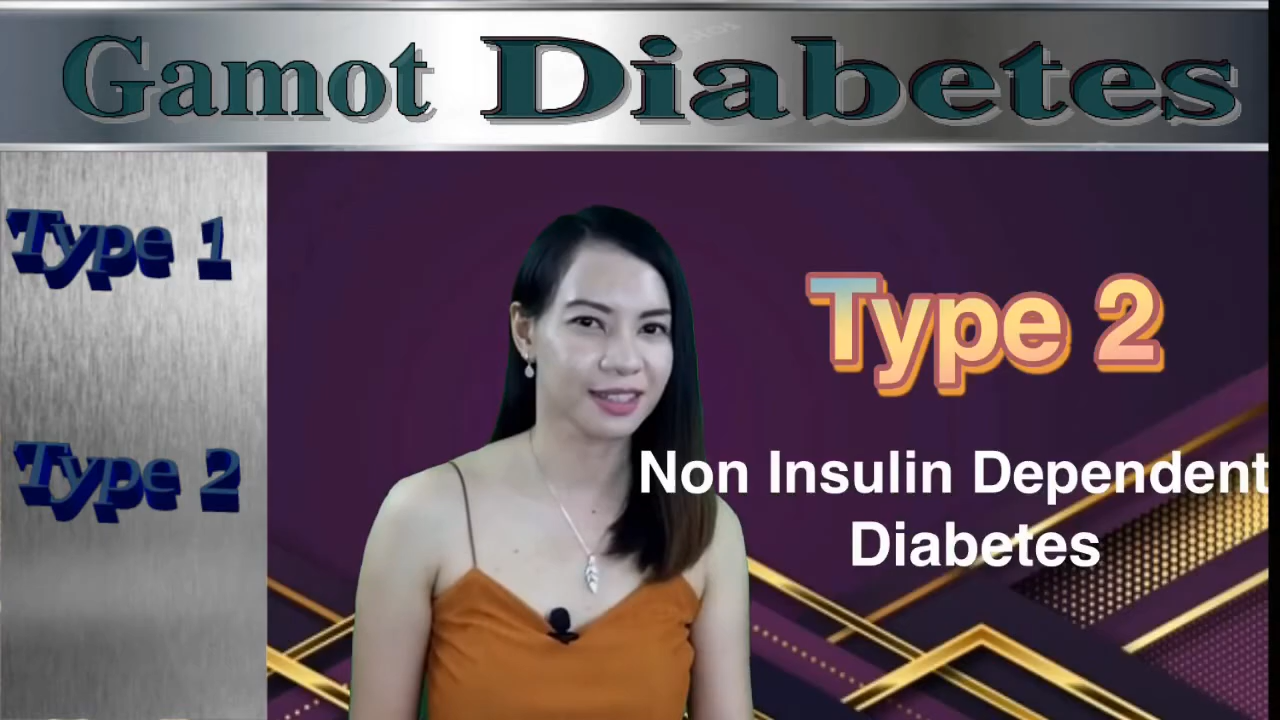 Gamot Diabetes
Type 1
Type 2
Type 2
Non Insulin Dependent
Diabetes